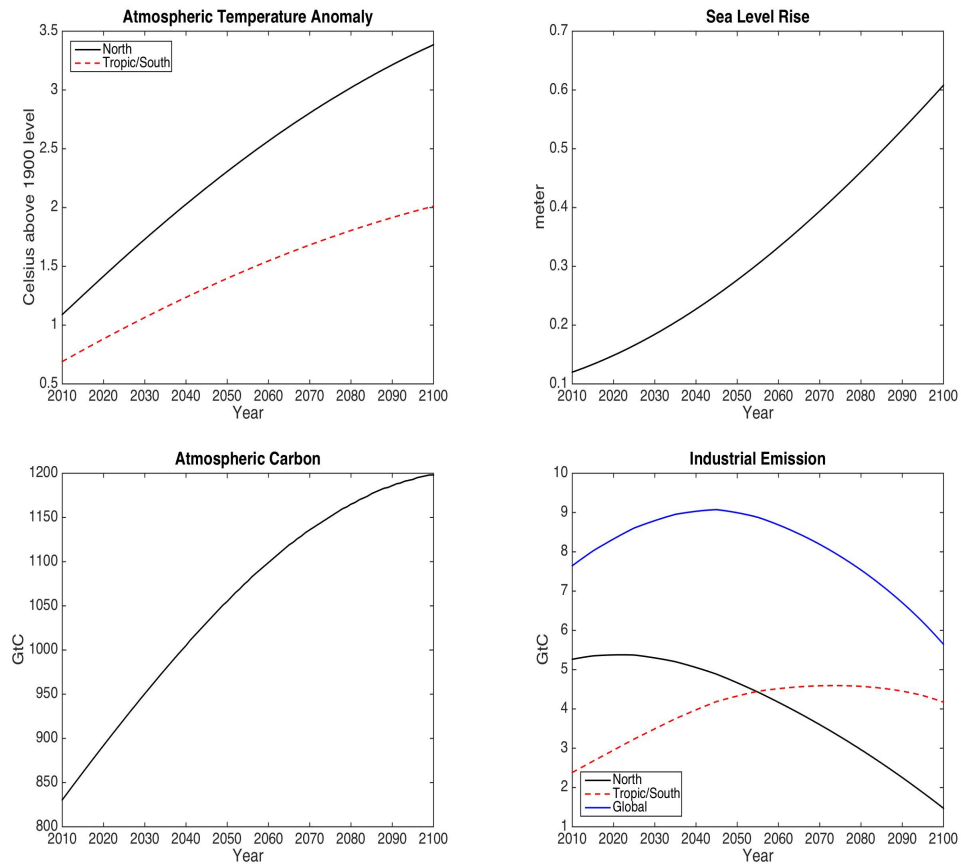 Atmospheric Temperature Anomaly
3.5
3
2.5
2
1.5
1
0.5
Celsius above 1900 level
North
Tropic/South
2010 2020 2030 2040 2050 2060 2070 2080 2090 2100
Year
Sea Level Rise
0.7
0.6
0.5
0.4
0.3
0.2
0.1
meter
2010 2020 2030 2040 2050 2060 2070 2080 2090 2100
Year
Atmospheric Carbon
1200
1150
1100
1050
1000
950
900
850
800
GtC
2010 2020 2030 2040 2050 2060 2070 2080 2090 2100
Year
Industrial Emission
10
9
8
7
6
5
4
3
2
1
GtC
North
Tropic/South
Global
2010 2020 2030 2040 2050 2060 2070 2080 2090 2100
Year